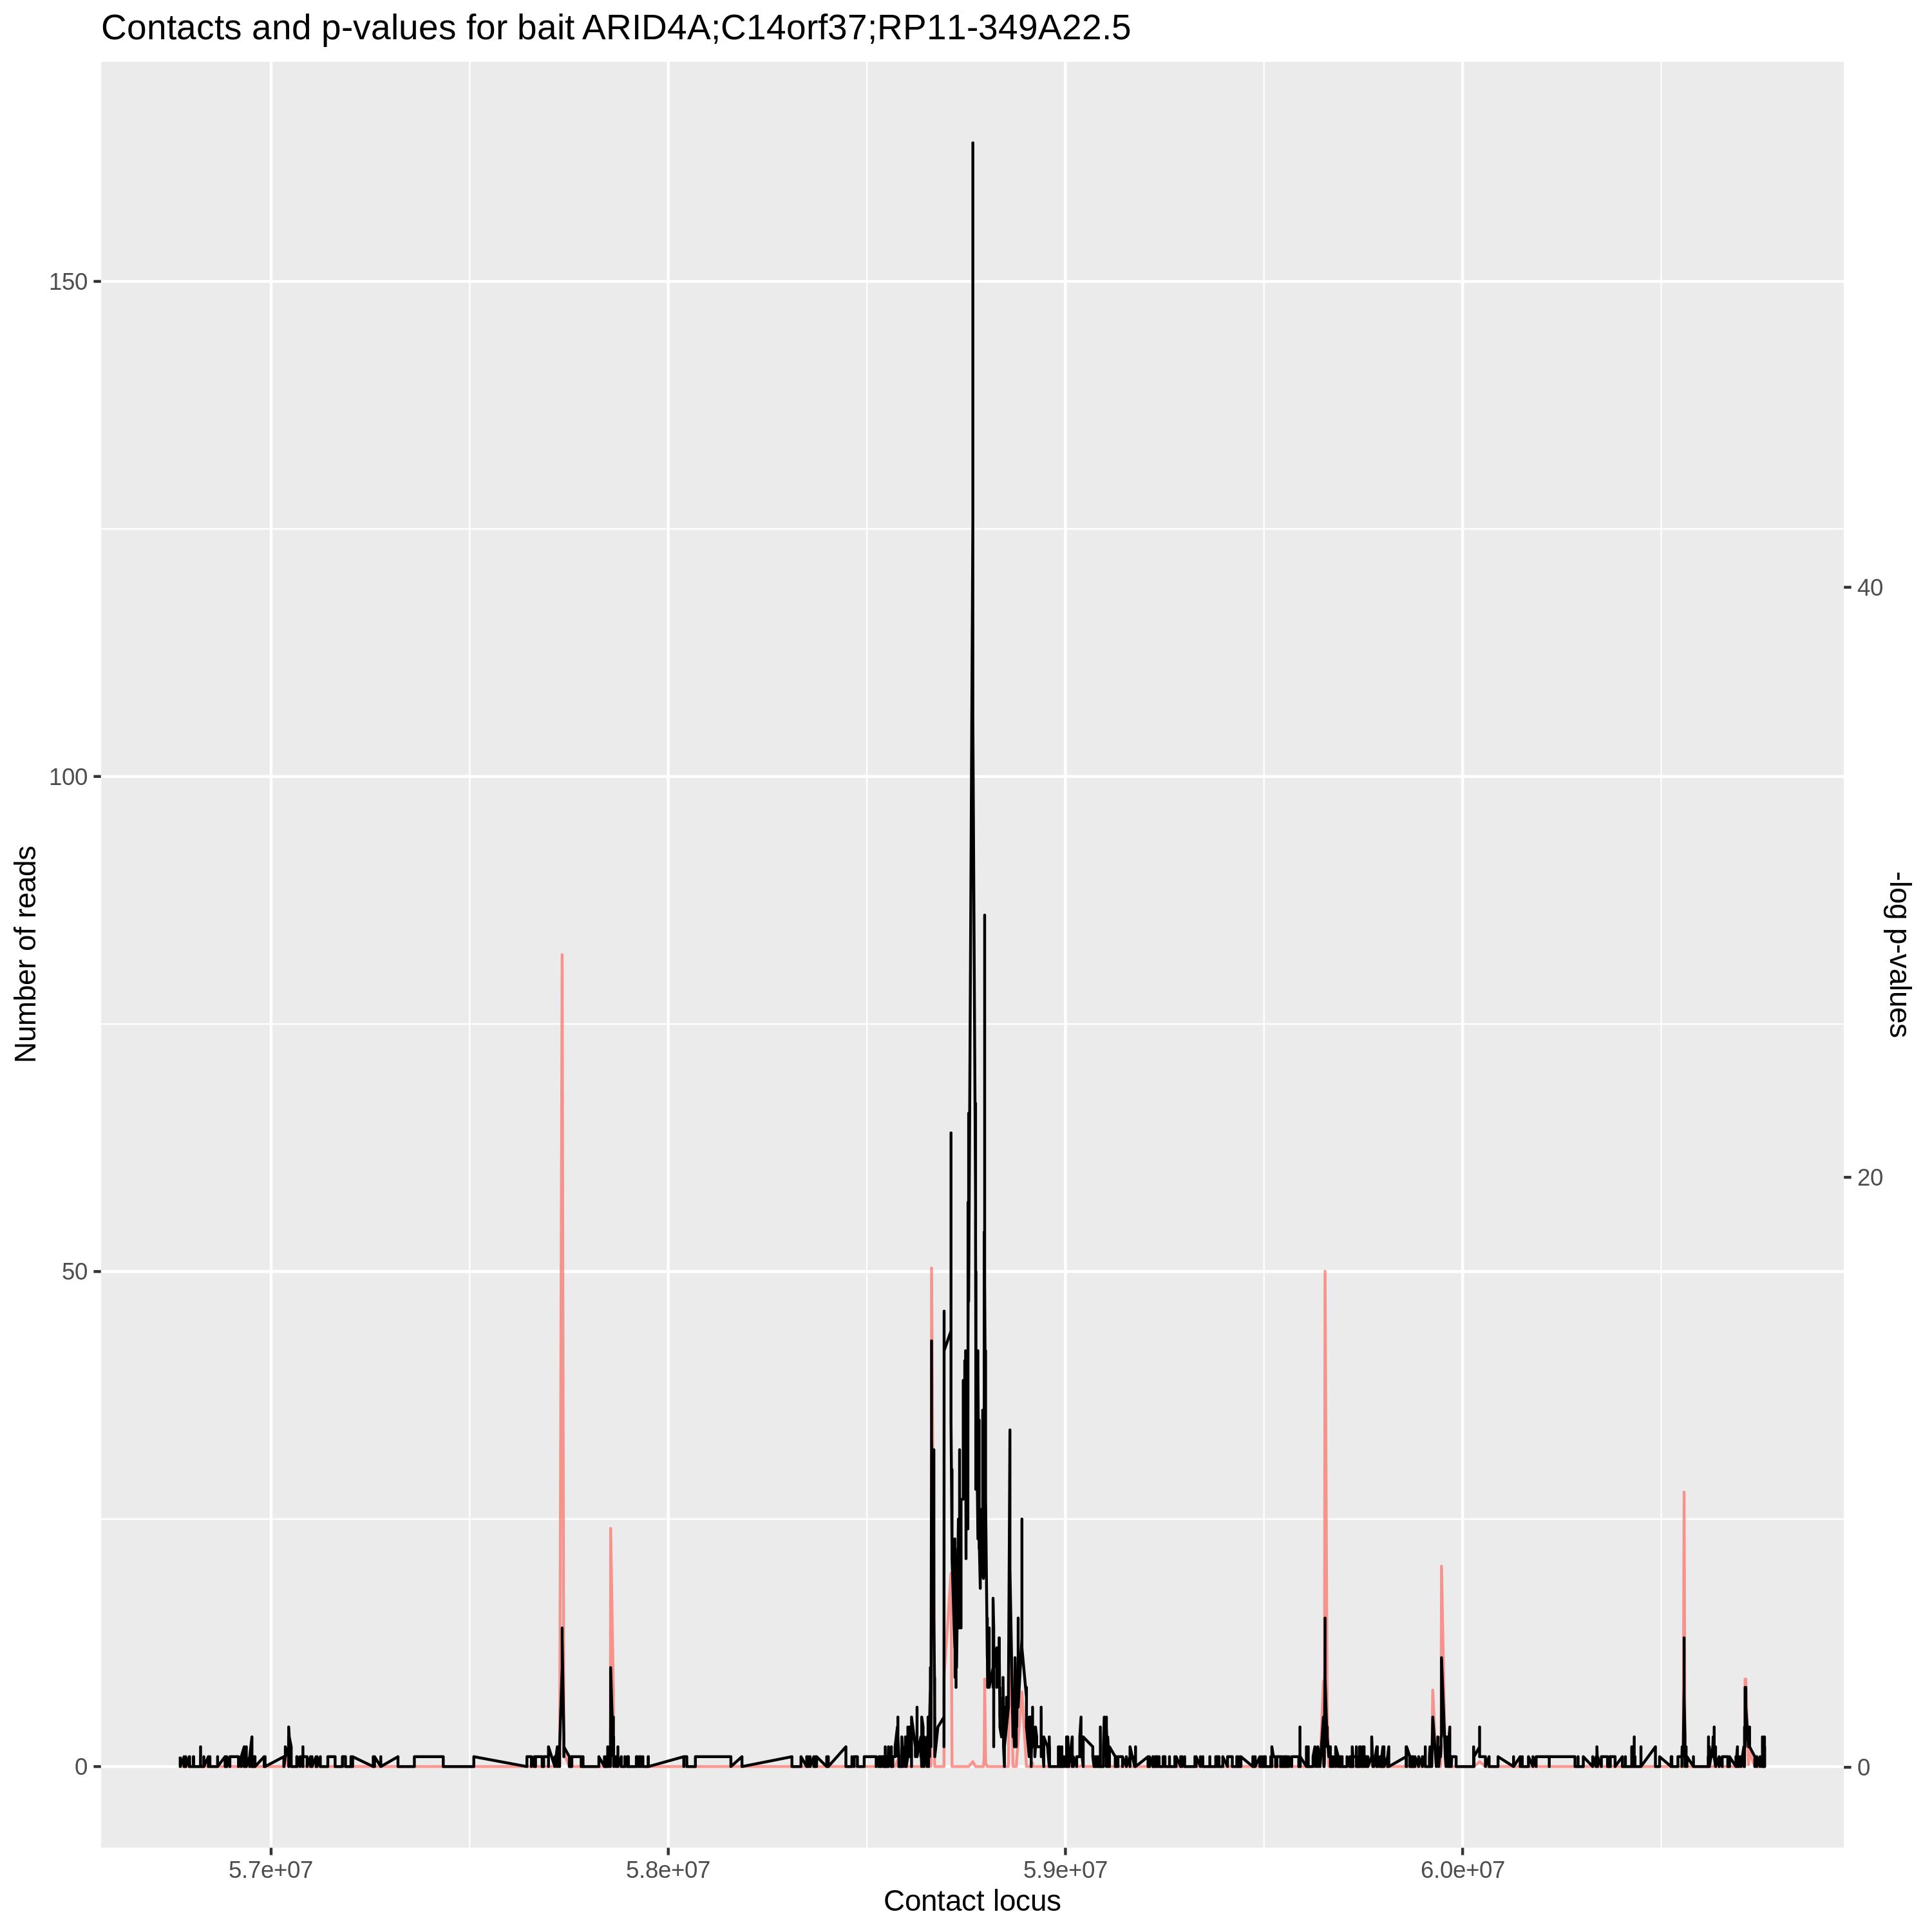 Contacts and p-values for bait ARID4A;C14orf37;RP11-349A22.5
150
100
50
0
Number of reads
40
20
0
-log p-values
5.7e+07
5.8e+07
5.9e+07
6.0e+07
Contact locus